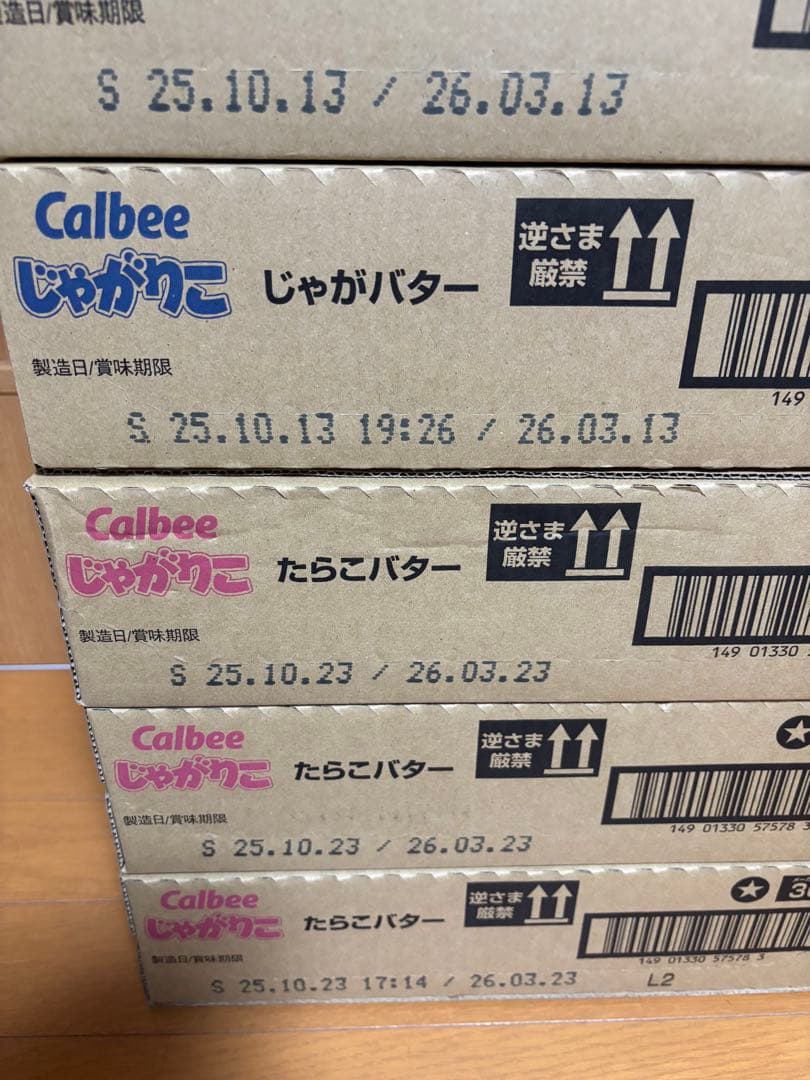 製造日/賞味期限
S 25.10.13 / 26.03.13
Calbee
じゃがりこ じゃがバター
逆さま
厳禁
149
製造日/賞味期限
S 25.10.13 19:26 / 26.03.13
Calbee
じゃがりこ たらこバター
逆さま
厳禁
149 01330
製造日/賞味期限
S 25.10.23 / 26.03.23
Calbee
じゃがりこ たらこバター
逆さま
厳禁
149 01330 57578 3
製造日/賞味期限
S 25.10.23 / 26.03.23
Calbee
じゃがりこ たらこバター
逆さま
厳禁
149 01330 57578 3
製造日/賞味期限
S 25.10.23 17:14 / 26.03.23 L2